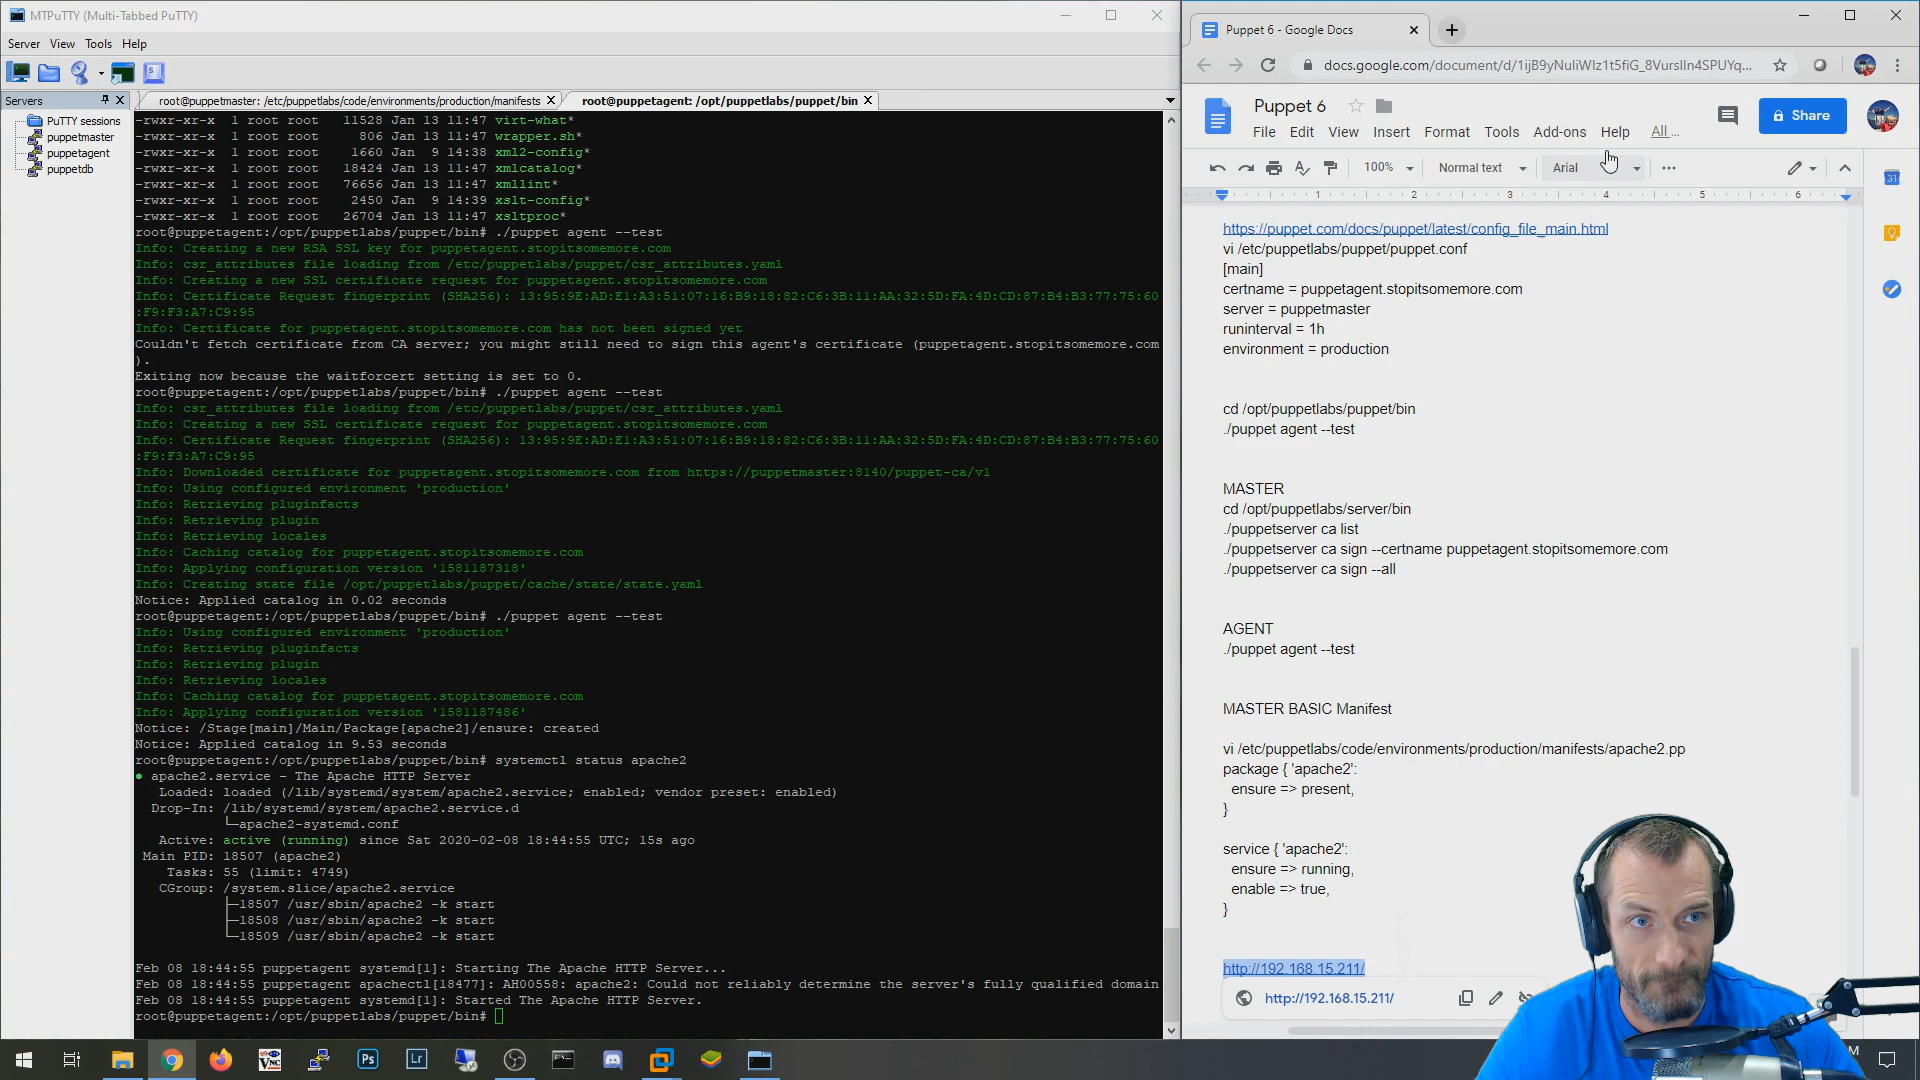 MTPuTTY (Multi-Tabbed PuTTY)
Server View Tools Help
Servers
PuTTY sessions
puppetmaster
puppetagent
puppetdb
root@puppetmaster: /etc/puppetlabs/code/environments/production/manifests
root@puppetagent: /opt/puppetlabs/puppet/bin
-rwxr-xr-x 1 root root 11528 Jan 13 11:47 virt-what*
-rwxr-xr-x 1 root root 806 Jan 13 11:47 wrapper.sh*
-rwxr-xr-x 1 root root 1660 Jan 9 14:38 xml2-config*
-rwxr-xr-x 1 root root 18424 Jan 13 11:47 xmlcatalog*
-rwxr-xr-x 1 root root 76656 Jan 13 11:47 xmllint*
-rwxr-xr-x 1 root root 2450 Jan 9 14:39 xslt-config*
-rwxr-xr-x 1 root root 26704 Jan 13 11:47 xsltproc*
root@puppetagent:/opt/puppetlabs/puppet/bin# ./puppet agent --test
Info: Creating a new RSA SSL key for puppetagent.stopitsomemore.com
Info: csr_attributes file loading from /etc/puppetlabs/puppet/csr_attributes.yaml
Info: Creating a new SSL certificate request for puppetagent.stopitsomemore.com
Info: Certificate Request fingerprint (SHA256): 13:95:9E:AD:E1:A3:51:07:16:B9:18:82:C6:3B:11:AA:32:5D:FA:4D:CD:87:B4:B3:77:75:60
:F9:F3:A7:C9:95
Info: Certificate for puppetagent.stopitsomemore.com has not been signed yet
Couldn't fetch certificate from CA server; you might still need to sign this agent's certificate (puppetagent.stopitsomemore.com
).
Exiting now because the waitforcert setting is set to 0.
root@puppetagent:/opt/puppetlabs/puppet/bin# ./puppet agent --test
Info: csr_attributes file loading from /etc/puppetlabs/puppet/csr_attributes.yaml
Info: Creating a new SSL certificate request for puppetagent.stopitsomemore.com
Info: Certificate Request fingerprint (SHA256): 13:95:9E:AD:E1:A3:51:07:16:B9:18:82:C6:3B:11:AA:32:5D:FA:4D:CD:87:B4:B3:77:75:60
:F9:F3:A7:C9:95
Info: Downloaded certificate for puppetagent.stopitsomemore.com from https://puppetmaster:8140/puppet-ca/v1
Info: Using configured environment 'production'
Info: Retrieving pluginfacts
Info: Retrieving plugin
Info: Retrieving locales
Info: Caching catalog for puppetagent.stopitsomemore.com
Info: Applying configuration version '1581187318'
Info: Creating state file /opt/puppetlabs/puppet/cache/state/state.yaml
Notice: Applied catalog in 0.02 seconds
root@puppetagent:/opt/puppetlabs/puppet/bin# ./puppet agent --test
Info: Using configured environment 'production'
Info: Retrieving pluginfacts
Info: Retrieving plugin
Info: Retrieving locales
Info: Caching catalog for puppetagent.stopitsomemore.com
Info: Applying configuration version '1581187486'
Notice: /Stage[main]/Main/Package[apache2]/ensure: created
Notice: Applied catalog in 9.53 seconds
root@puppetagent:/opt/puppetlabs/puppet/bin# systemctl status apache2
● apache2.service - The Apache HTTP Server
Loaded: loaded (/lib/systemd/system/apache2.service; enabled; vendor preset: enabled)
Drop-In: /lib/systemd/system/apache2.service.d
└─apache2-systemd.conf
Active: active (running) since Sat 2020-02-08 18:44:55 UTC; 15s ago
Main PID: 18507 (apache2)
Tasks: 55 (limit: 4749)
CGroup: /system.slice/apache2.service
├─18507 /usr/sbin/apache2 -k start
├─18508 /usr/sbin/apache2 -k start
└─18509 /usr/sbin/apache2 -k start
Feb 08 18:44:55 puppetagent systemd[1]: Starting The Apache HTTP Server...
Feb 08 18:44:55 puppetagent apachectl[18477]: AH00558: apache2: Could not reliably determine the server's fully qualified domain
Feb 08 18:44:55 puppetagent systemd[1]: Started The Apache HTTP Server.
root@puppetagent:/opt/puppetlabs/puppet/bin#
Puppet 6 - Google Docs
Puppet 6
File Edit View Insert Format Tools Add-ons Help All ...
Share
100% Normal text Arial
1 2 3 4 5 6
31
https://puppet.com/docs/puppet/latest/config_file_main.html
vi /etc/puppetlabs/puppet/puppet.conf
[main]
certname = puppetagent.stopitsomemore.com
server = puppetmaster
runinterval = 1h
environment = production
cd /opt/puppetlabs/puppet/bin
./puppet agent --test
MASTER
cd /opt/puppetlabs/server/bin
./puppetserver ca list
./puppetserver ca sign --certname puppetagent.stopitsomemore.com
./puppetserver ca sign --all
AGENT
./puppet agent --test
MASTER BASIC Manifest
vi /etc/puppetlabs/code/environments/production/manifests/apache2.pp
package { 'apache2':
ensure => present,
}
service { 'apache2':
ensure => running,
enable => true,
}
http://192.168.15.211/
http://192.168.15.211/
Ps
Lr
VNC
M